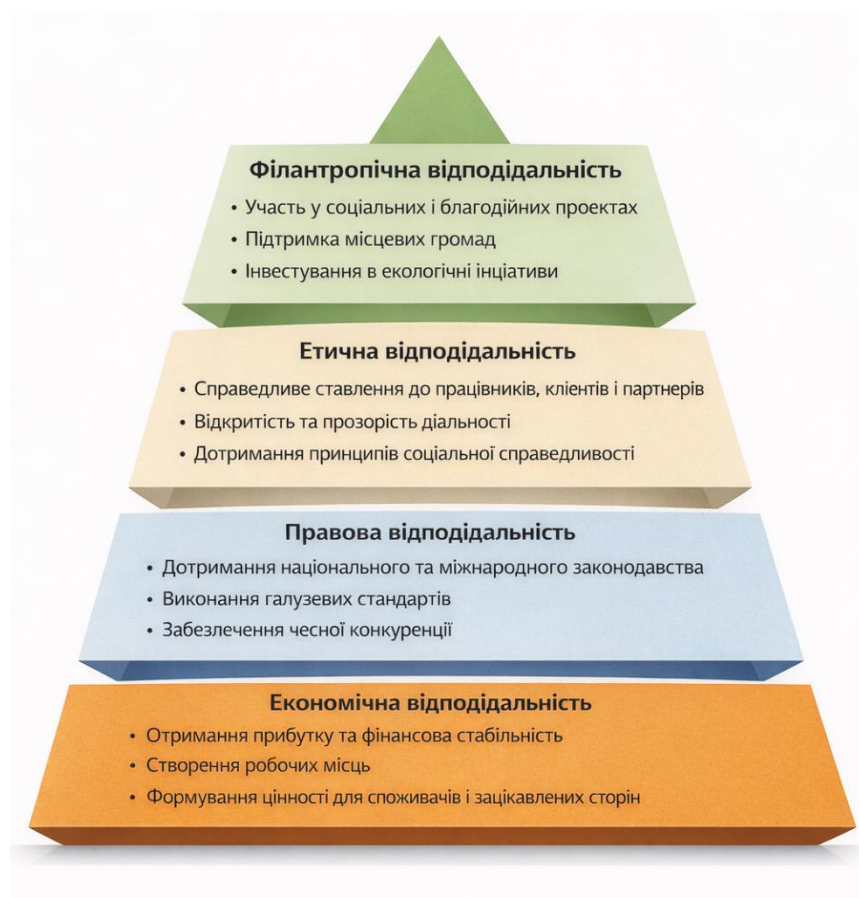 Філантропічна відподідальність
• Участь у соціальних і благодійних проектах
• Підтримка місцевих громад
• Інвестування в екологічні інціативи
Етична відподідальність
• Справедливе ставлення до працівників, клієнтів і партнерів
• Відкритість та прозорість діальності
• Дотримання принципів соціальної справедливості
Правова відподідальність
• Дотримання національного та міжнародного законодавства
• Виконання галузевих стандартів
• Забезлечення чесної конкуренції
Економічна відподідальність
• Отримання прибутку та фінансова стабільність
• Створення робочих місць
• Формування цінності для споживачів і зацікавлених сторін